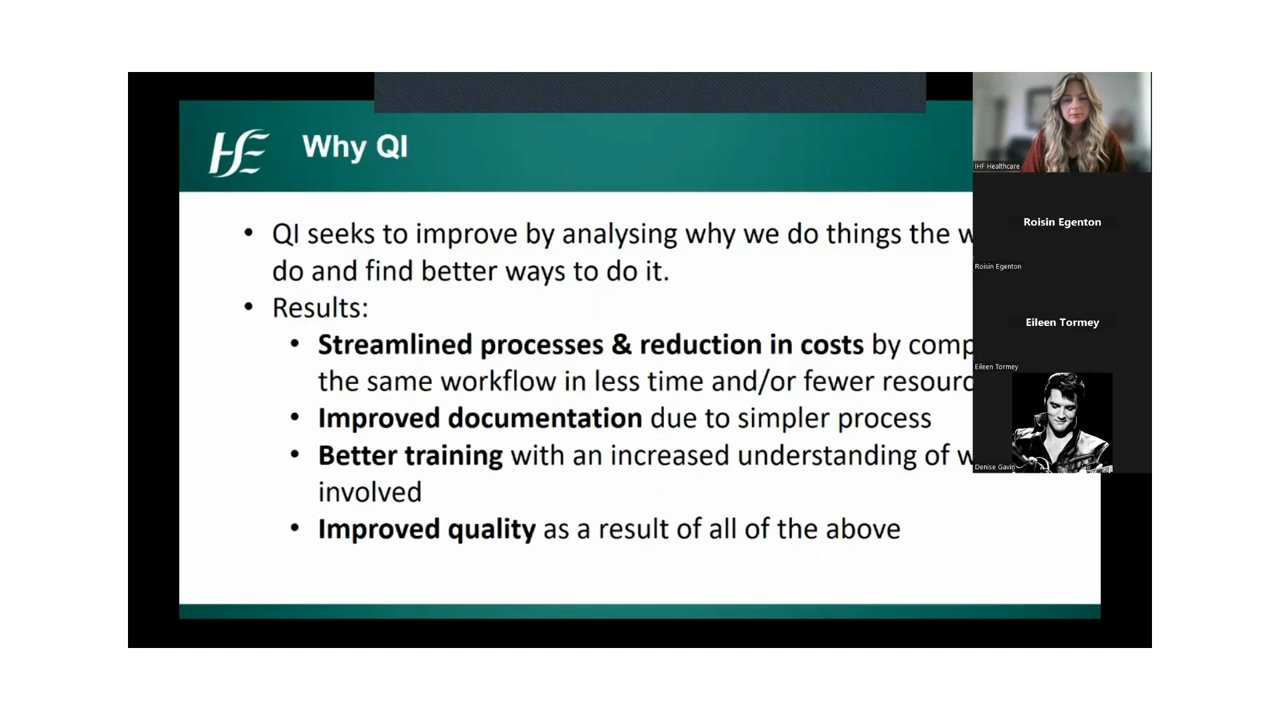 HSE
Why QI
• QI seeks to improve by analysing why we do things the
do and find better ways to do it.
• Results:
• Streamlined processes & reduction in costs by
the same workflow in less time and/or fewer
• Improved documentation due to simpler process
• Better training with an increased understanding of
involved
• Improved quality as a result of all of the above
IHF Healthcare
Roisin Egenton
Roisin Egenton
Eileen Tormey
Eileen Tormey
Denise Gavin